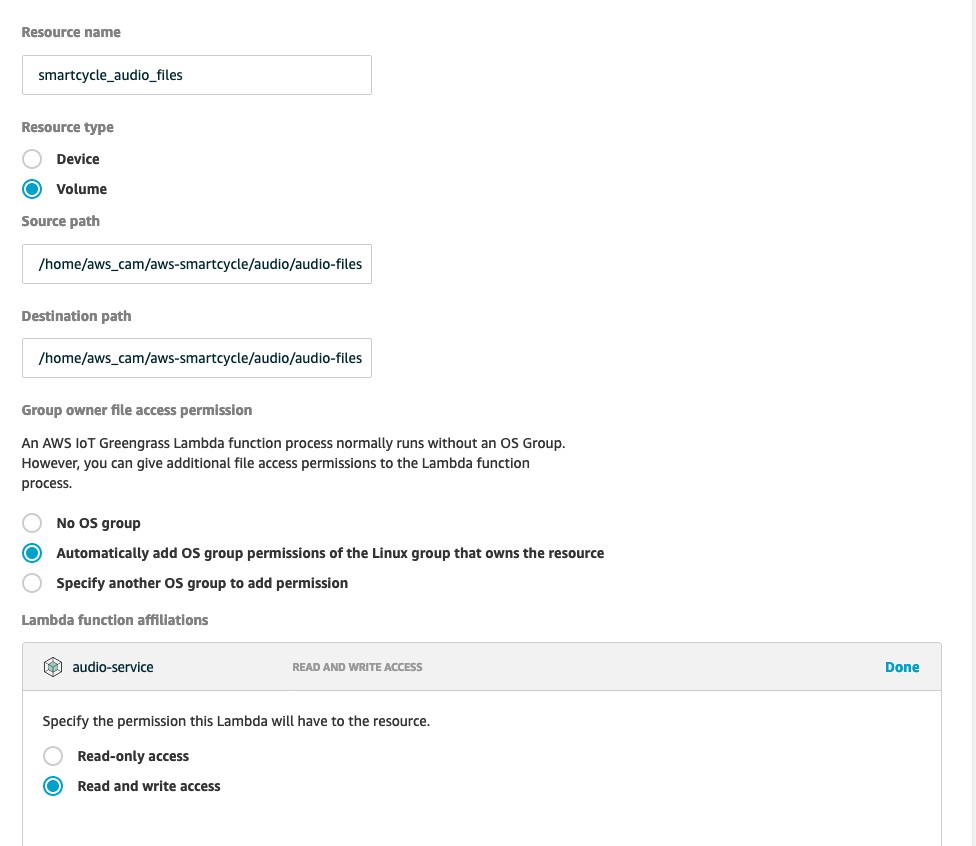 Resource name
smartcycle_audio_files
Resource type
Device
Volume
Source path
/home/aws_cam/aws-smartcycle/audio/audio-files
Destination path
/home/aws_cam/aws-smartcycle/audio/audio-files
Group owner file access permission
An AWS IoT Greengrass Lambda function process normally runs without an OS Group.
However, you can give additional file access permissions to the Lambda function
process.
No OS group
Automatically add OS group permissions of the Linux group that owns the resource
Specify another OS group to add permission
Lambda function affiliations
audio-service READ AND WRITE ACCESS Done
Specify the permission this Lambda will have to the resource.
Read-only access
Read and write access